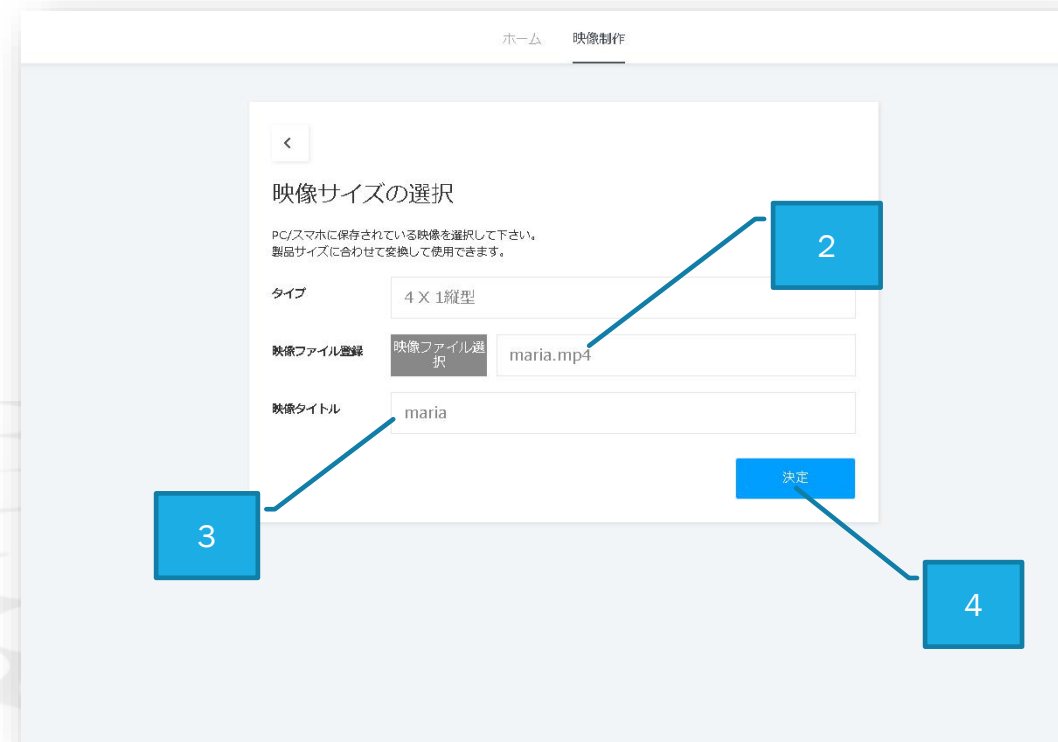 ホーム 映像制作
映像サイズの選択
PC/スマホに保存されている映像を選択して下さい。
製品サイズに合わせて変換して使用できます。
2
タイプ 4 X 1縦型
映像ファイル登録 映像ファイル選
択 maria.mp4
映像タイトル maria
決定
3
4